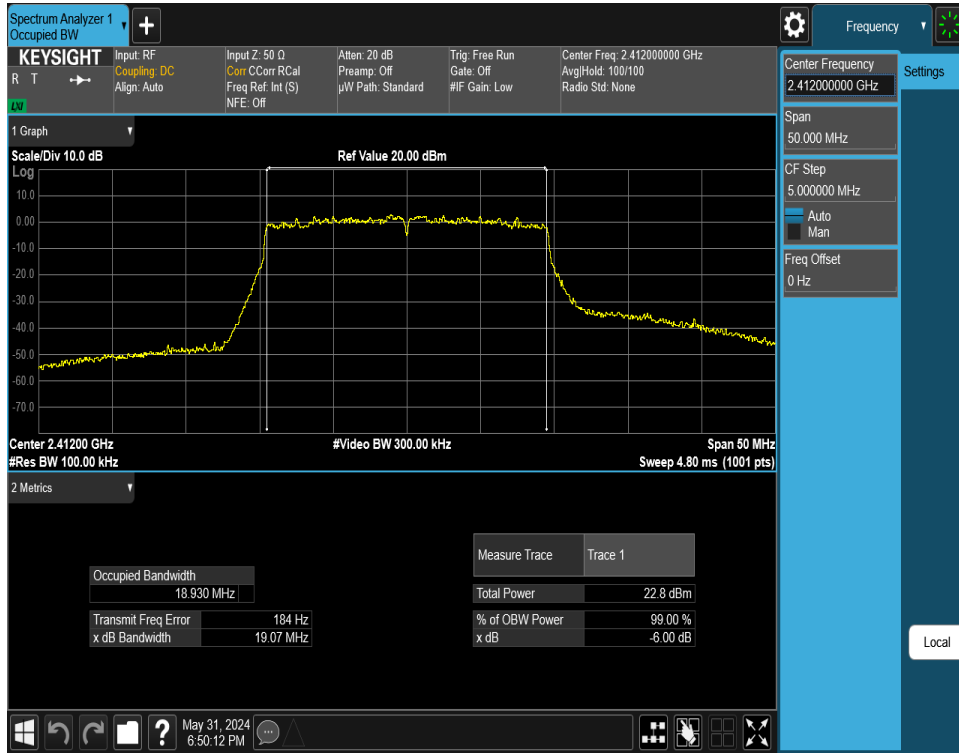 Spectrum Analyzer 1
Occupied BW
+
Frequency
KEYSIGHT
R T
LXI
Input: RF
Coupling: DC
Align: Auto
Input Z: 50 Ω
Corr CCorr RCal
Freq Ref: Int (S)
NFE: Off
Atten: 20 dB
Preamp: Off
µW Path: Standard
Trig: Free Run
Gate: Off
#IF Gain: Low
Center Freq: 2.412000000 GHz
Avg|Hold: 100/100
Radio Std: None
Center Frequency
2.412000000 GHz
Settings
Span
50.000 MHz
CF Step
5.000000 MHz
Auto
Man
Freq Offset
0 Hz
Local
1 Graph
Scale/Div 10.0 dB
Ref Value 20.00 dBm
Log
10.0
0.00
-10.0
-20.0
-30.0
-40.0
-50.0
-60.0
-70.0
Center 2.41200 GHz
#Video BW 300.00 kHz
Span 50 MHz
#Res BW 100.00 kHz
Sweep 4.80 ms (1001 pts)
2 Metrics
Measure Trace Trace 1
Occupied Bandwidth
18.930 MHz
Total Power 22.8 dBm
Transmit Freq Error 184 Hz
% of OBW Power 99.00 %
x dB Bandwidth 19.07 MHz
x dB -6.00 dB
?
May 31, 2024
6:50:12 PM